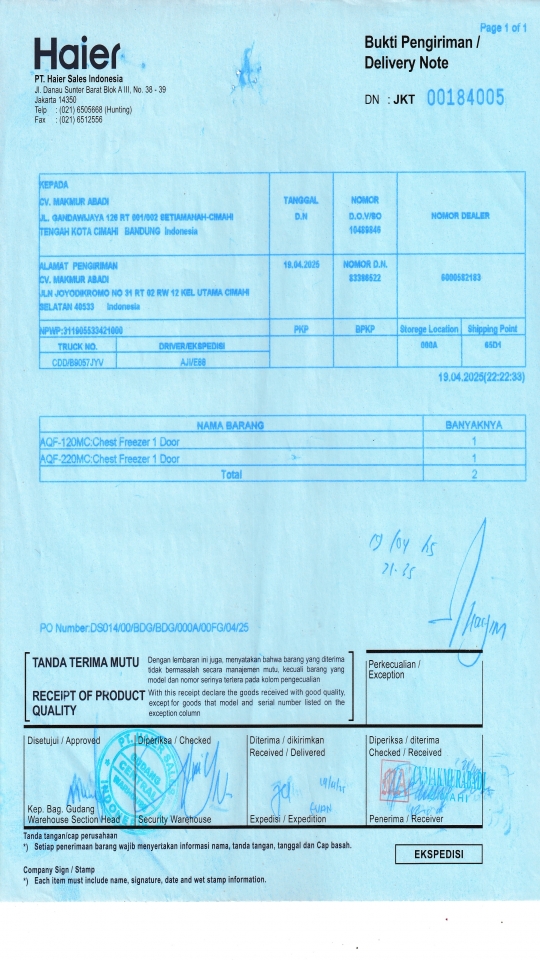 Page 1 of 1
Haier
Bukti Pengiriman /
Delivery Note
PT. Haier Sales Indonesia
Jl. Danau Sunter Barat Blok A III, No. 38 - 39
Jakarta 14350
Telp : (021) 6505668 (Hunting)
Fax : (021) 6512556
DN : JKT 00184005
KEPADA
CV. MAKMUR ABADI
JL. GANDAWIJAYA 126 RT 001/002 SETIAMANAH-CIMAHI
TENGAH KOTA CIMAHI BANDUNG Indonesia
TANGGAL
D.N
NOMOR
D.O.V/SO
NOMOR DEALER
ALAMAT PENGIRIMAN
CV. MAKMUR ABADI
JLN JOYODIKROMO NO 31 RT 02 RW 12 KEL UTAMA CIMAHI
SELATAN 40533 Indonesia
19.04.2025
NOMOR D.N.
83386522
NPWP:311905533421000
PKP
BPKP
Storege Location
Shipping Point
TRUCK NO.
DRIVER/EKSPEDISI
CDD/B9057JYV
65D1
19.04.2025(22:22:33)
NAMA BARANG BANYAKNYA
AQF-120MC:Chest Freezer 1 Door 1
AQF-220MC:Chest Freezer 1 Door 1
Total 2
PO Number:DS014/00/BDG/BDG/000A/00FG/04/25
TANDA TERIMA MUTU
Dengan lembaran ini juga, menyatakan bahwa barang yang diterima
tidak bermasalah secara manajemen mutu, kecuali barang yang
model dan nomor serinya tertera pada kolom pengecualian
RECEIPT OF PRODUCT
QUALITY
With this receipt declare the goods received with good quality,
except for goods that model and serial number listed on the
exception column
Perkecualian /
Exception
Disetujui / Approved
Diperiksa / Checked
Diterima / dikirimkan
Received / Delivered
Diperiksa / diterima
Checked / Received
Kep. Bag. Gudang
Warehouse Section Head
Security Warehouse
Expedisi / Expedition
Penerima / Receiver
Tanda tangan/cap perusahaan
*) Setiap penerimaan barang wajib menyertakan informasi nama, tanda tangan, tanggal dan Cap basah.
EKSPEDISI
Company Sign / Stamp
*) Each item must include name, signature, date and wet stamp information.